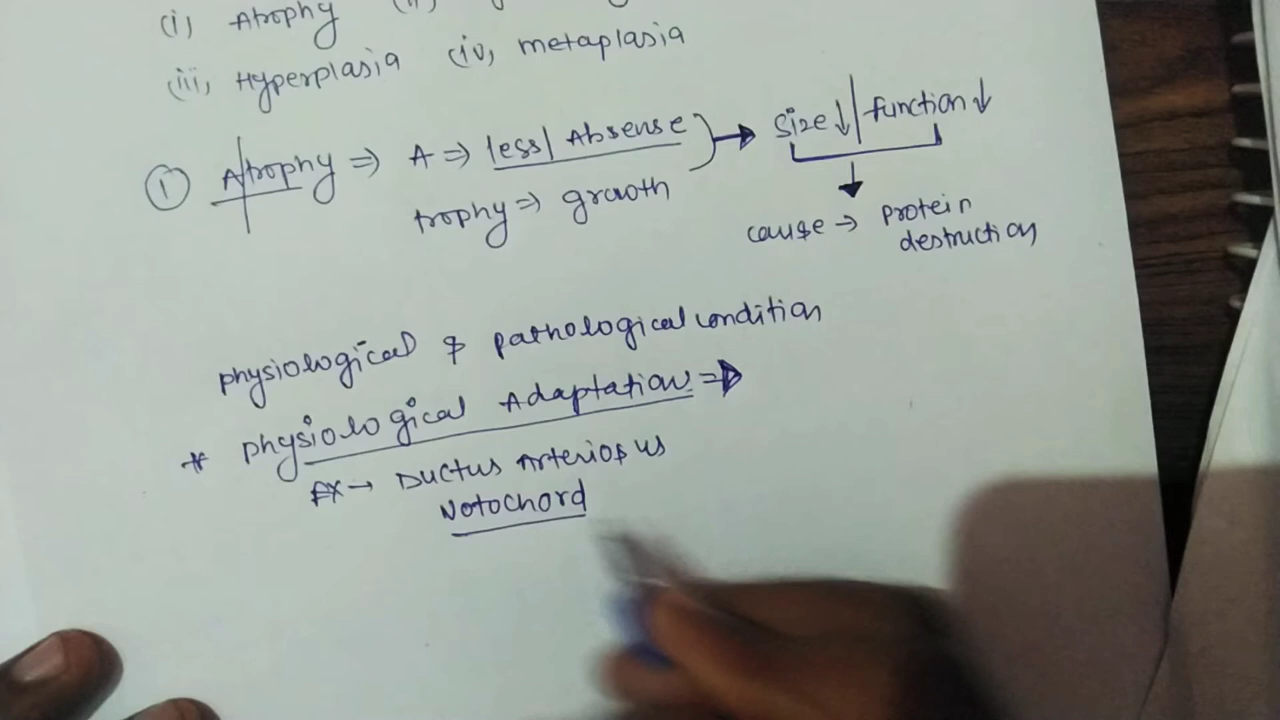 (i) Atrophy
(iii) Hyperplasia (iv) metaplasia
① Atrophy ⇒ A ⇒ less/Absense → size ↓ / function ↓
trophy ⇒ growth
cause → protein destruction
physiological & pathological condition
* physiological Adaptation ⇒
Ex → Ductus Arteriosus
Notochord